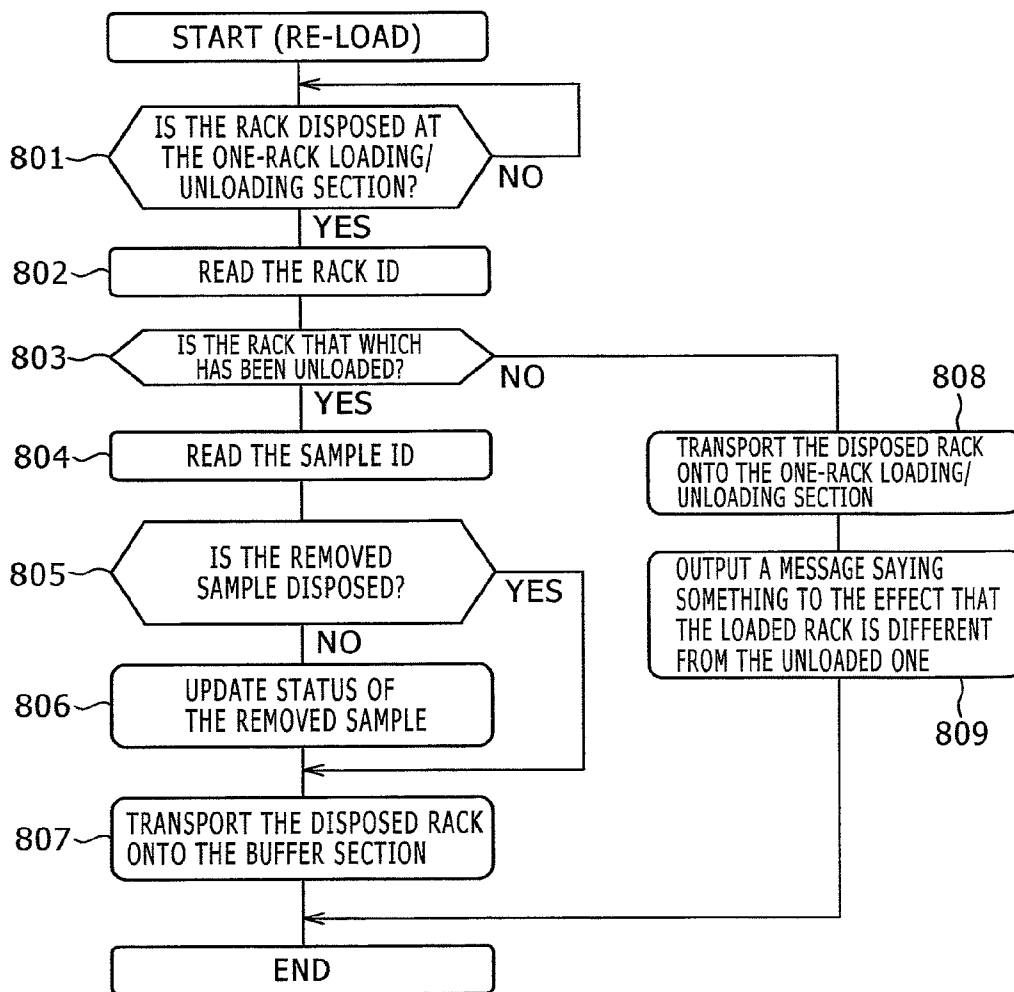 START (RE-LOAD)
801
IS THE RACK DISPOSED AT
THE ONE-RACK LOADING/
UNLOADING SECTION?
NO
YES
802
READ THE RACK ID
803
IS THE RACK THAT WHICH
HAS BEEN UNLOADED?
NO
YES
804
READ THE SAMPLE ID
805
IS THE REMOVED
SAMPLE DISPOSED?
YES
NO
806
UPDATE STATUS OF
THE REMOVED SAMPLE
807
TRANSPORT THE DISPOSED RACK
ONTO THE BUFFER SECTION
808
TRANSPORT THE DISPOSED RACK
ONTO THE ONE-RACK LOADING/
UNLOADING SECTION
OUTPUT A MESSAGE SAYING
SOMETHING TO THE EFFECT THAT
THE LOADED RACK IS DIFFERENT
FROM THE UNLOADED ONE
809
END